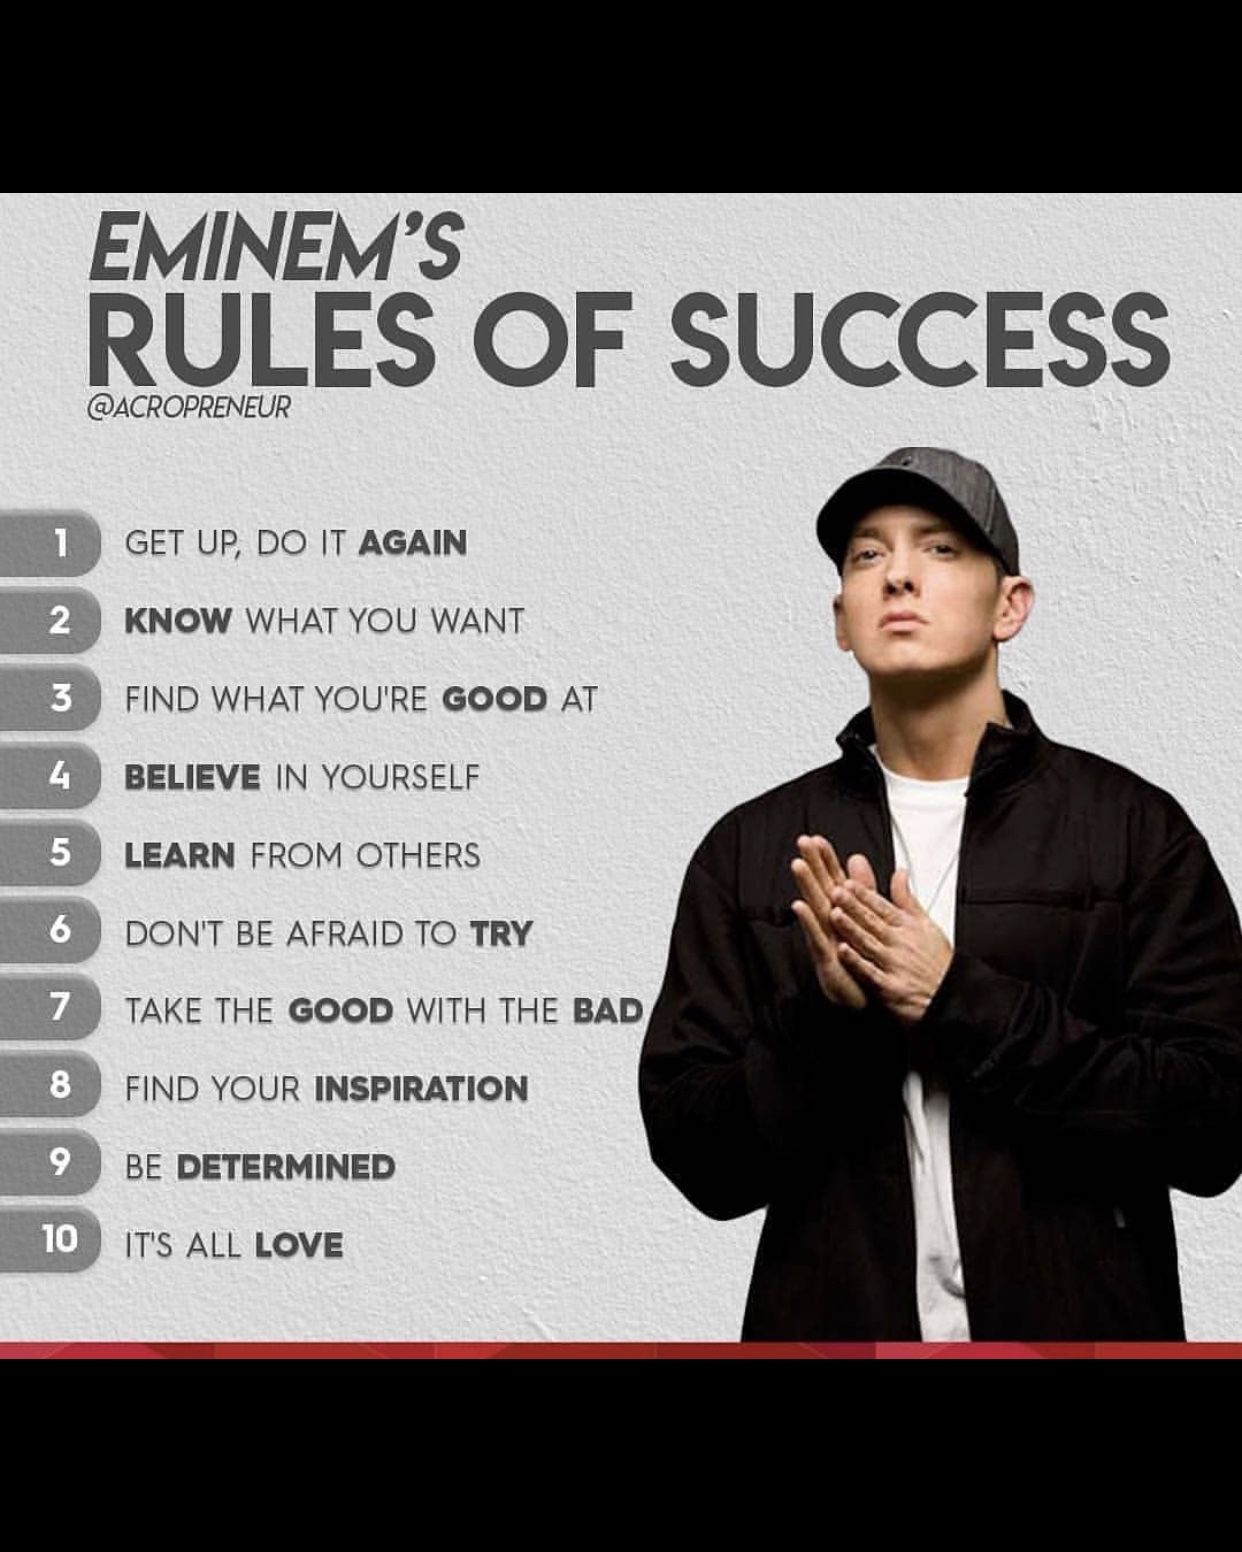 EMINEM'S
RULES OF SUCCESS
@ACROPRENEUR
1 GET UP, DO IT AGAIN
2 KNOW WHAT YOU WANT
3 FIND WHAT YOU'RE GOOD AT
4 BELIEVE IN YOURSELF
5 LEARN FROM OTHERS
6 DON'T BE AFRAID TO TRY
7 TAKE THE GOOD WITH THE BAD
8 FIND YOUR INSPIRATION
9 BE DETERMINED
10 IT'S ALL LOVE